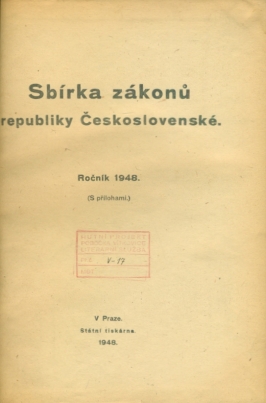 Sbírka zákonů
republiky Československé.
Ročník 1948.
(S přílohami.)
V-17
V Praze.
Státní tiskárna.
1948.